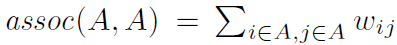 assoc(A, A) = ∑_{i∈A,j∈A} w_{ij}